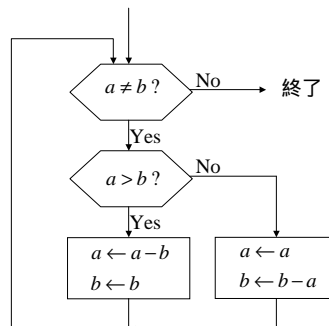 a ≠ b ?
No
終了
Yes
a > b ?
No
Yes
a ← a − b
b ← b
a ← a
b ← b − a